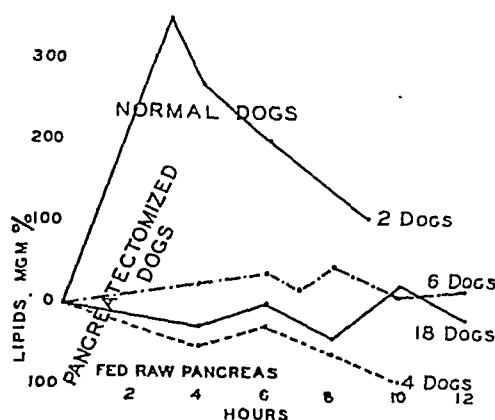 300
NORMAL DOGS
200
100
2 DOGS
PANCREATECTOMIZED
DOGS
LIPIDS. MGM %
6 DOGS
0
18 DOGS
FED RAW PANCREAS
4 DOGS
100
2 4 6 8 10 12
HOURS